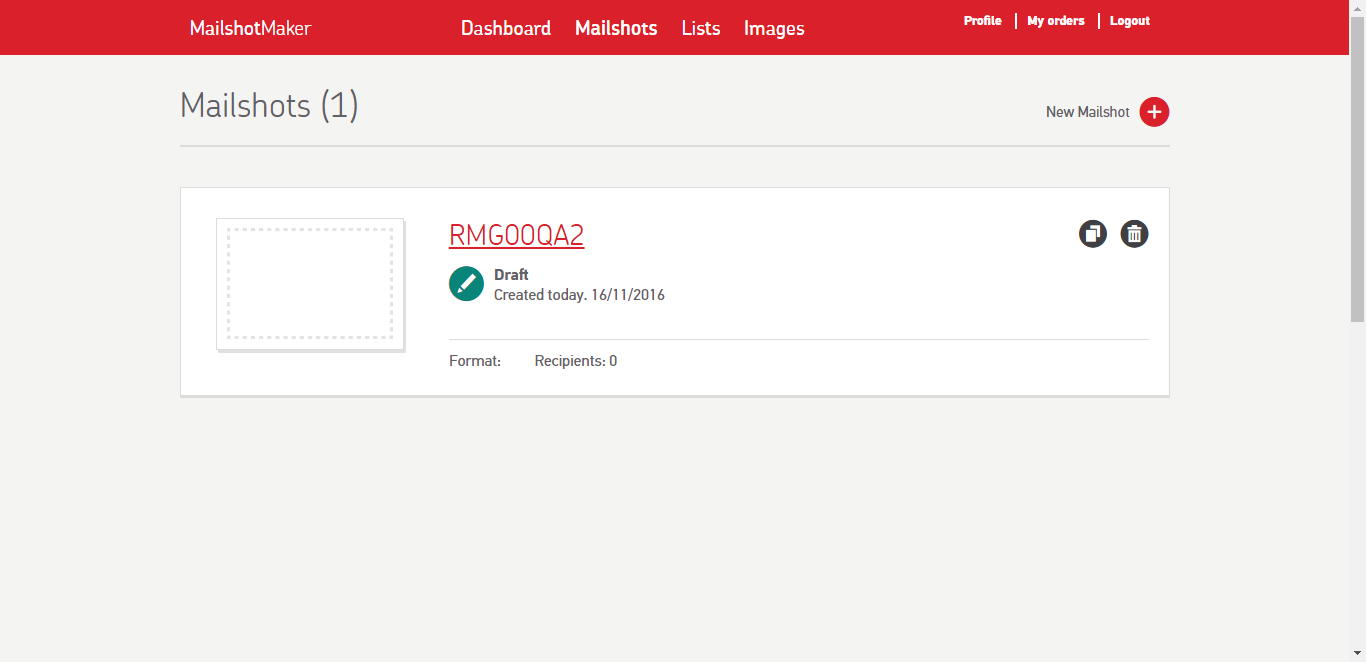 MailshotMaker Dashboard Mailshots Lists Images Profile My orders Logout
Mailshots (1)
New Mailshot
RMG00QA2
Draft
Created today. 16/11/2016
Format: Recipients: 0